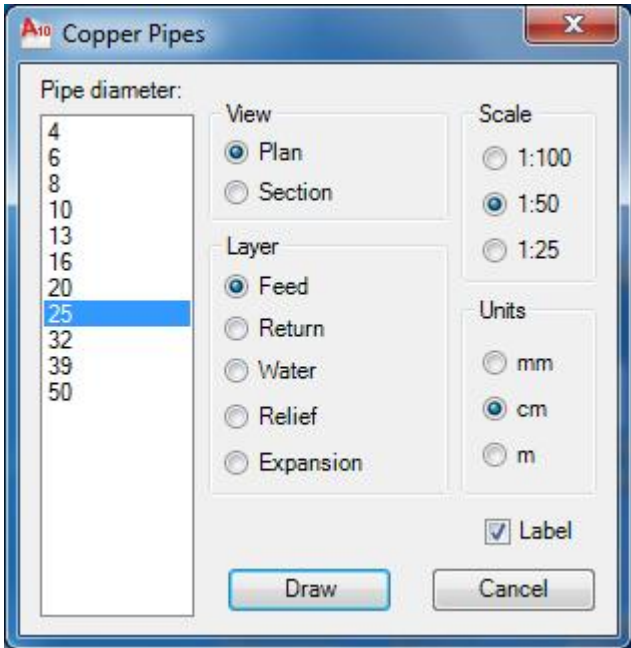 A10 Copper Pipes
Pipe diameter:
4
6
8
10
13
16
20
25
32
39
50
View
Plan
Section
Layer
Feed
Return
Water
Relief
Expansion
Scale
1:100
1:50
1:25
Units
mm
cm
m
Label
Draw
Cancel